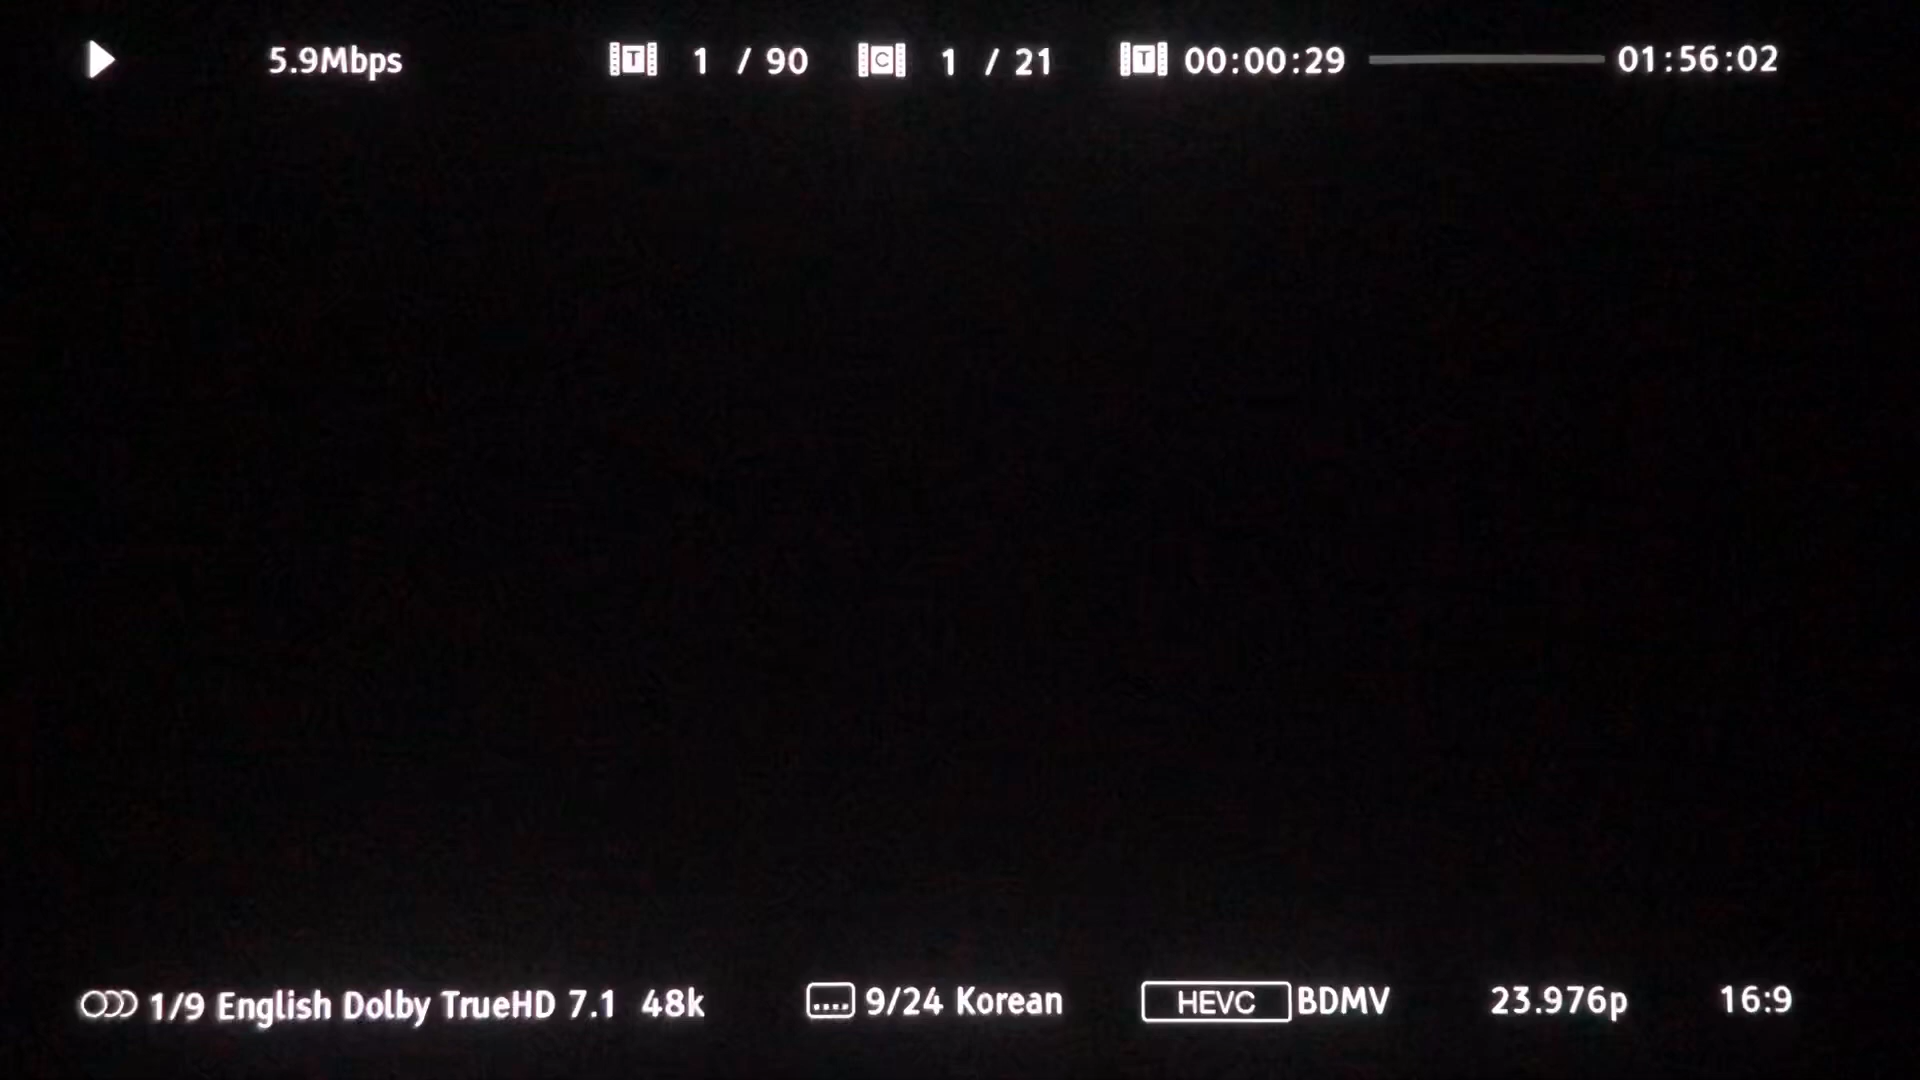 5.9Mbps T 1 / 90 C 1 / 21 T 00:00:29 01:56:02
1/9 English Dolby TrueHD 7.1 48k .... 9/24 Korean HEVC BDMV 23.976p 16:9